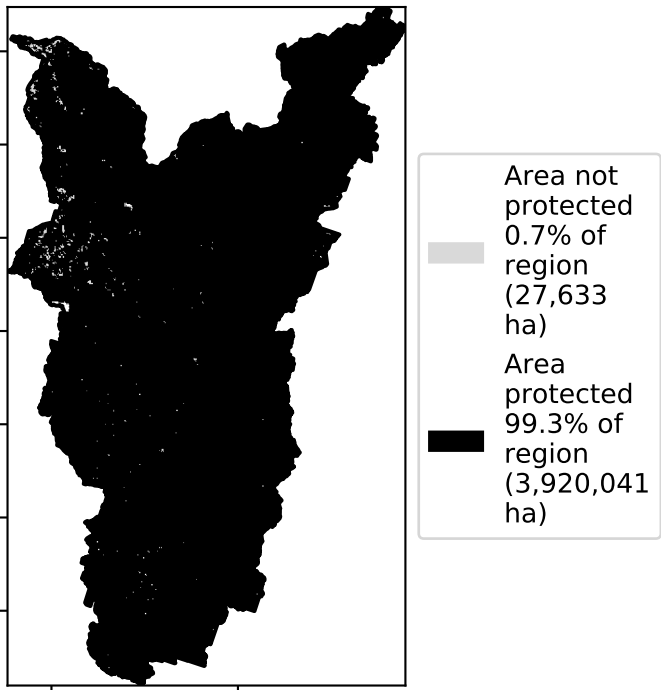 Area not
protected
0.7% of
region
(27,633
ha)
Area
protected
99.3% of
region
(3,920,041
ha)